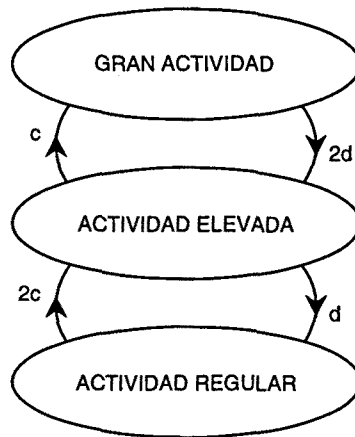 GRAN ACTIVIDAD
c
2d
ACTIVIDAD ELEVADA
2c
d
ACTIVIDAD REGULAR